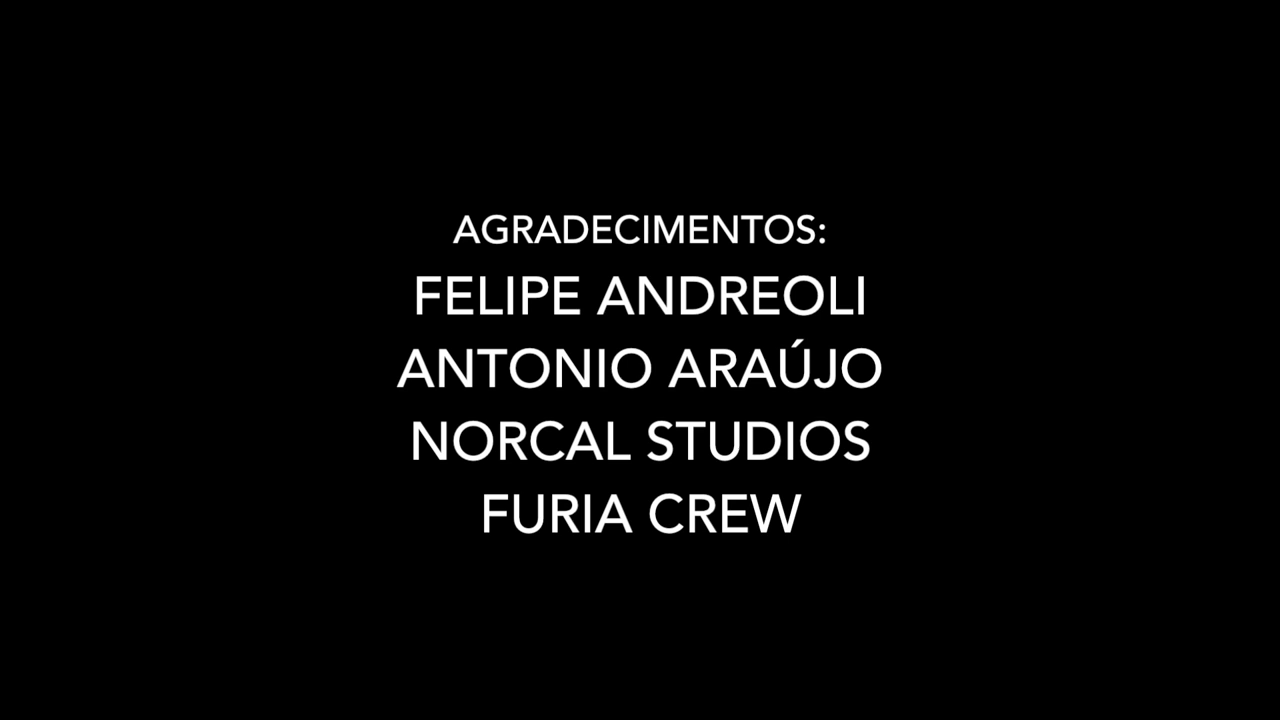 AGRADECIMENTOS:
FELIPE ANDREOLI
ANTONIO ARAÚJO
NORCAL STUDIOS
FURIA CREW